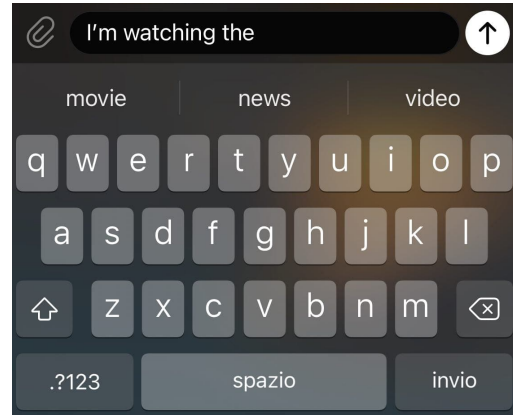 I’m watching the
movie news video
q w e r t y u i o p
a s d f g h j k l
z x c v b n m
.?123 spazio invio